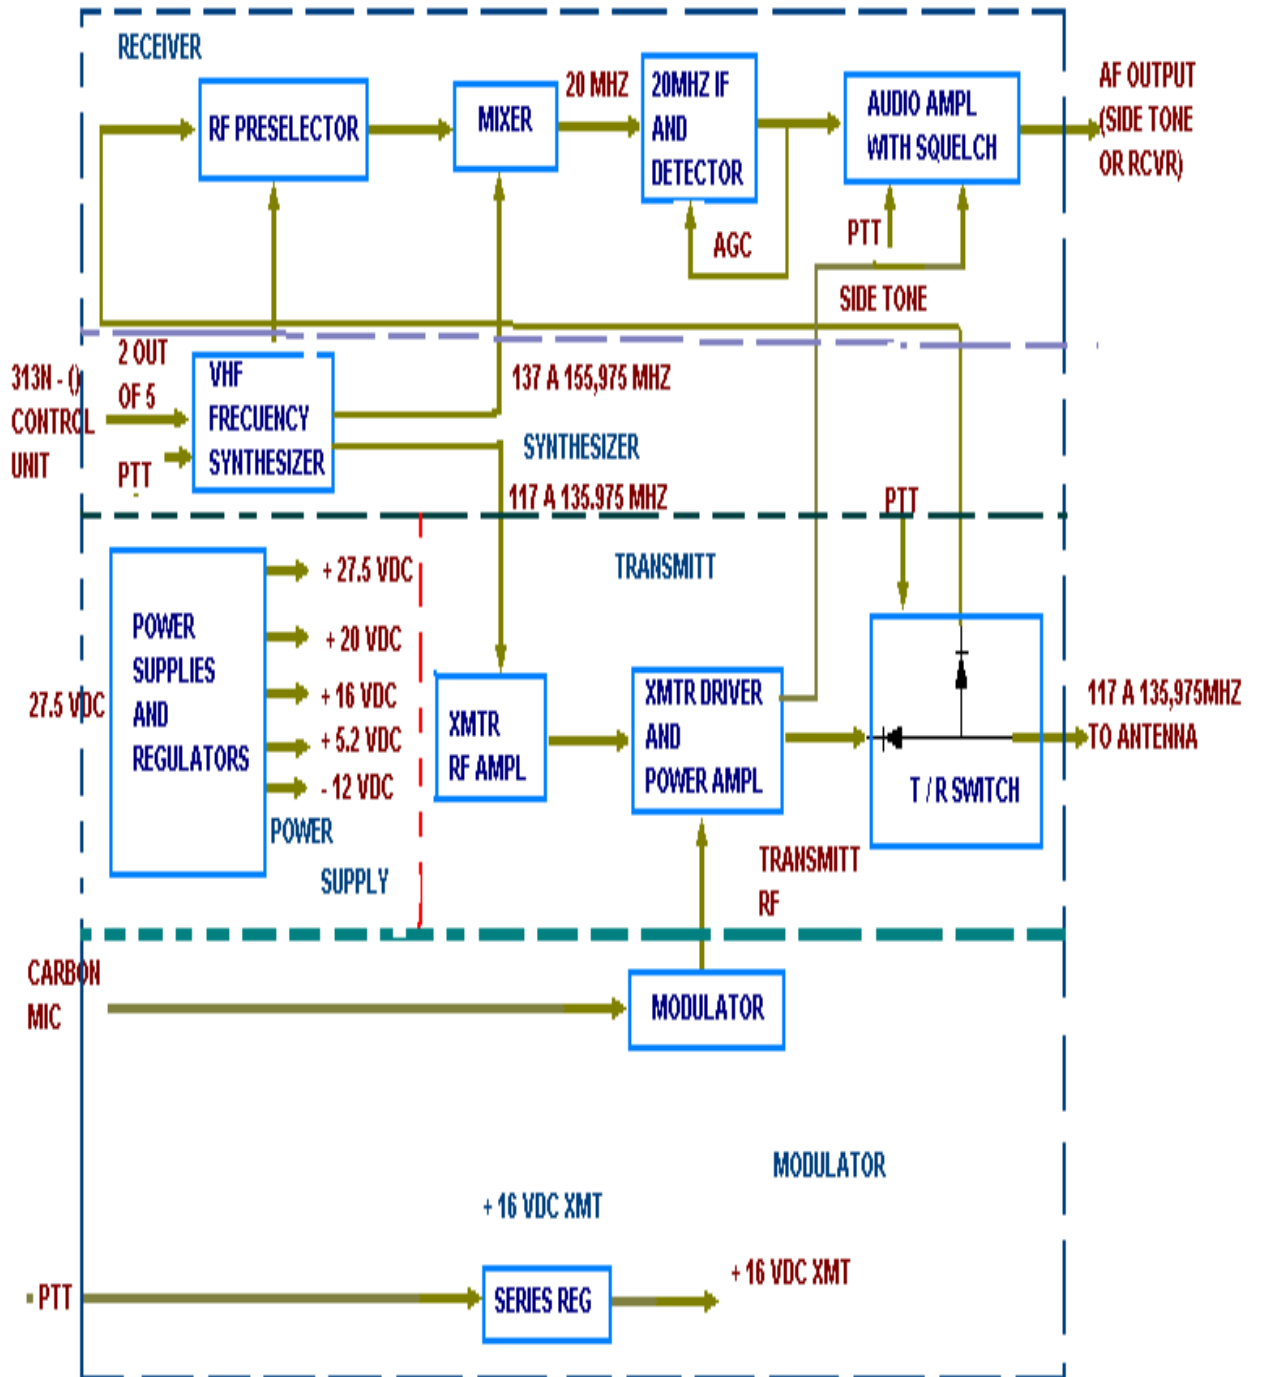 RECEIVER
RF PRESELECTOR
MIXER
20 MHZ
20MHZ IF
AND
DETECTOR
AUDIO AMPL
WITH SQUELCH
AF OUTPUT
(SIDE TONE
OR RCVR)
AGC
PTT
SIDE TONE
313N - ()
CONTROL
UNIT
2 OUT
OF 5
PTT
VHF
FRECUENCY
SYNTHESIZER
137 A 155,975 MHZ
SYNTHESIZER
117 A 135.975 MHZ
PTT
TRANSMITT
27.5 VDC
POWER
SUPPLIES
AND
REGULATORS
+ 27.5 VDC
+ 20 VDC
+ 16 VDC
+ 5.2 VDC
- 12 VDC
POWER
SUPPLY
XMTR
RF AMPL
XMTR DRIVER
AND
POWER AMPL
T / R SWITCH
117 A 135,975MHZ
TO ANTENNA
TRANSMITT
RF
CARBON
MIC
MODULATOR
MODULATOR
+ 16 VDC XMT
PTT
SERIES REG
+ 16 VDC XMT